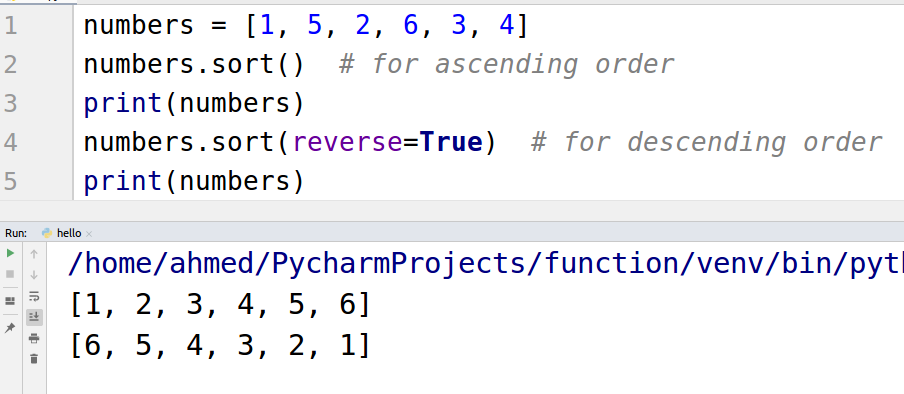 1 numbers = [1, 5, 2, 6, 3, 4]
2 numbers.sort()  # for ascending order
3 print(numbers)
4 numbers.sort(reverse=True)  # for descending order
5 print(numbers)
Run: hello ×
/home/ahmed/PycharmProjects/function/venv/bin/pyt
[1, 2, 3, 4, 5, 6]
[6, 5, 4, 3, 2, 1]